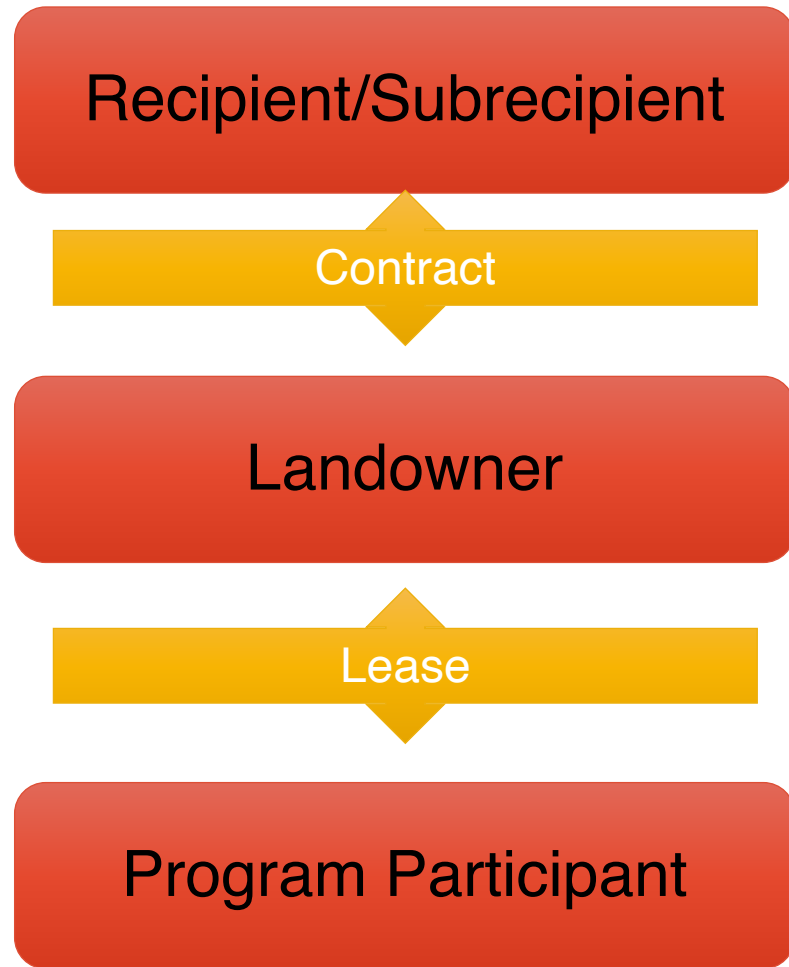 Recipient/Subrecipient
Contract
Landowner
Lease
Program Participant